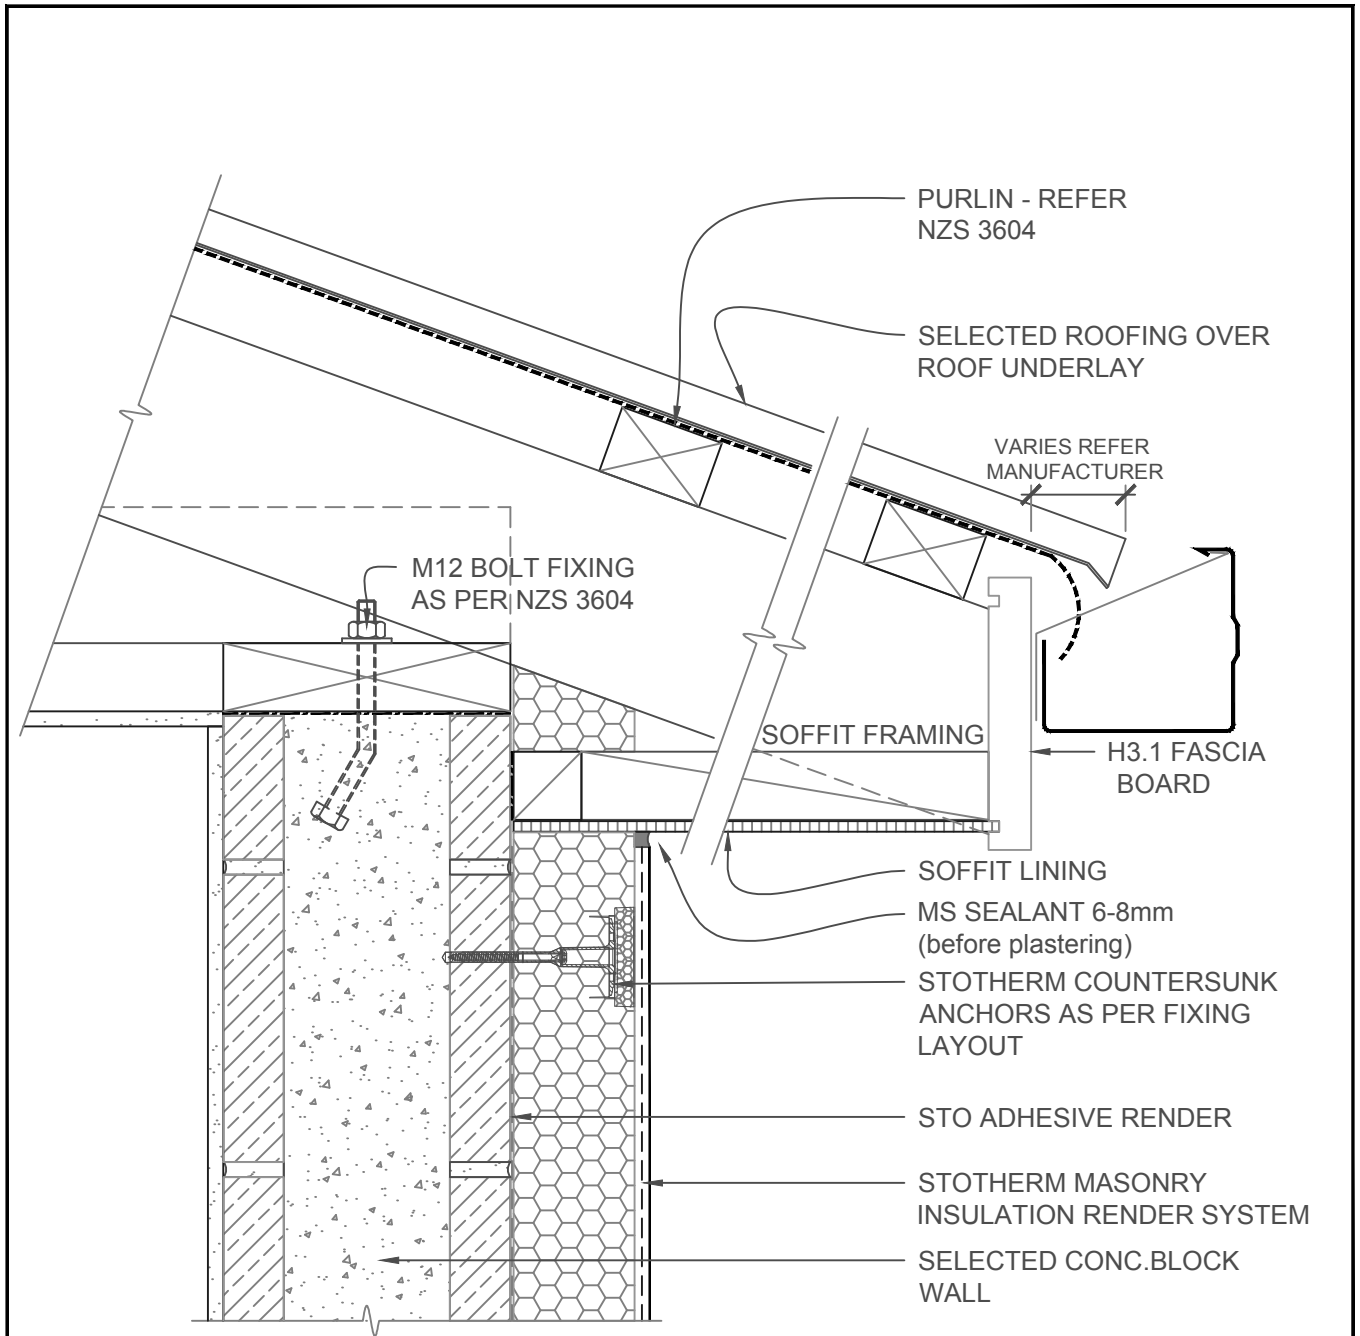 PURLIN - REFER
NZS 3604
SELECTED ROOFING OVER
ROOF UNDERLAY
VARIES REFER
MANUFACTURER
M12 BOLT FIXING
AS PER NZS 3604
SOFFIT FRAMING
H3.1 FASCIA
BOARD
SOFFIT LINING
MS SEALANT 6-8mm
(before plastering)
STOTHERM COUNTERSUNK
ANCHORS AS PER FIXING
LAYOUT
STO ADHESIVE RENDER
STOTHERM MASONRY
INSULATION RENDER SYSTEM
SELECTED CONC.BLOCK
WALL